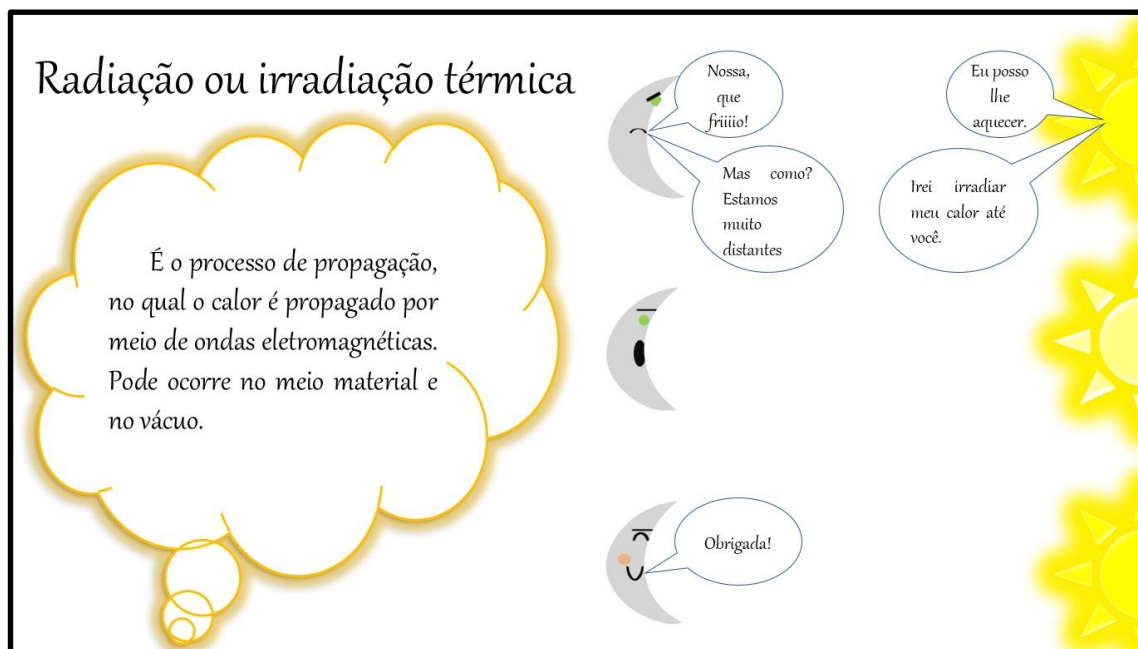 Radiação ou irradiação térmica
É o processo de propagação,
no qual o calor é propagado por
meio de ondas eletromagnéticas.
Pode ocorre no meio material e
no vácuo.
Nossa,
que
friiiio!
Eu posso
lhe
aquecer.
Mas como?
Estamos
muito
distantes
Irei irradiar
meu calor até
você.
Obrigada!